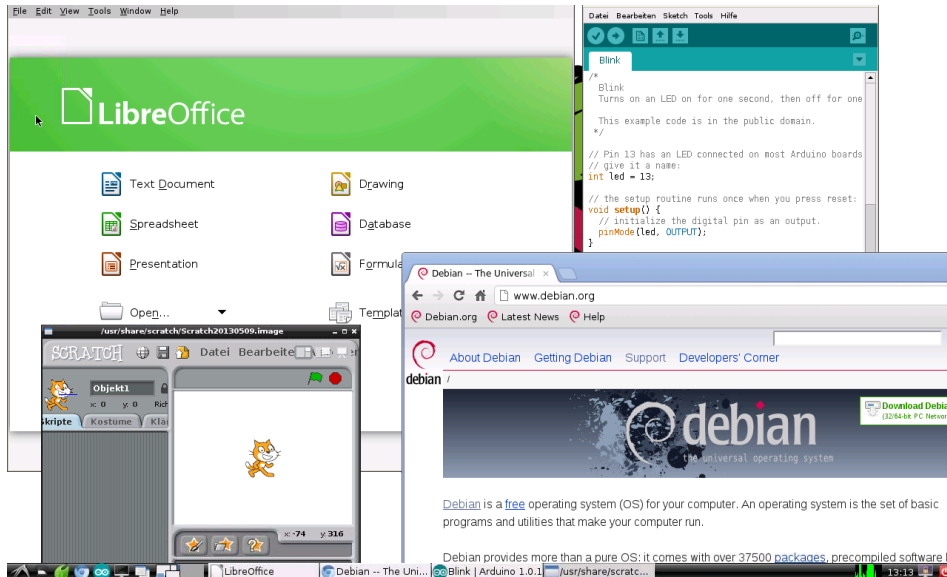 File Edit View Tools Window Help
LibreOffice
Text Document
Drawing
Spreadsheet
Database
Presentation
Formula
Open...
Templat
Datei Bearbeiten Sketch Tools Hilfe
Blink
/*
Blink
Turns on an LED on for one second, then off for one
This example code is in the public domain.
*/
// Pin 13 has an LED connected on most Arduino boards
// give it a name:
int led = 13;
// the setup routine runs once when you press reset:
void setup() {
// initialize the digital pin as an output.
pinMode(led, OUTPUT);
}
/usr/share/scratch/Scratch20130509.image
SCRATCH Datei Bearbeite
Objekt1
x: 0 y: 0 Rich
Skripte Kostüme Kla
x: -74 y: 316
Debian -- The Universal
www.debian.org
Debian.org Latest News Help
debian
About Debian Getting Debian Support Developers' Corner
/
debian
the universal operating system
Download Debia
(32/64-bit PC Networ
Debian is a free operating system (OS) for your computer. An operating system is the set of basic
programs and utilities that make your computer run.
Debian provides more than a pure OS: it comes with over 37500 packages, precompiled software
LibreOffice
Debian -- The Uni...
Blink | Arduino 1.0.1
/usr/share/scratc...
13:13